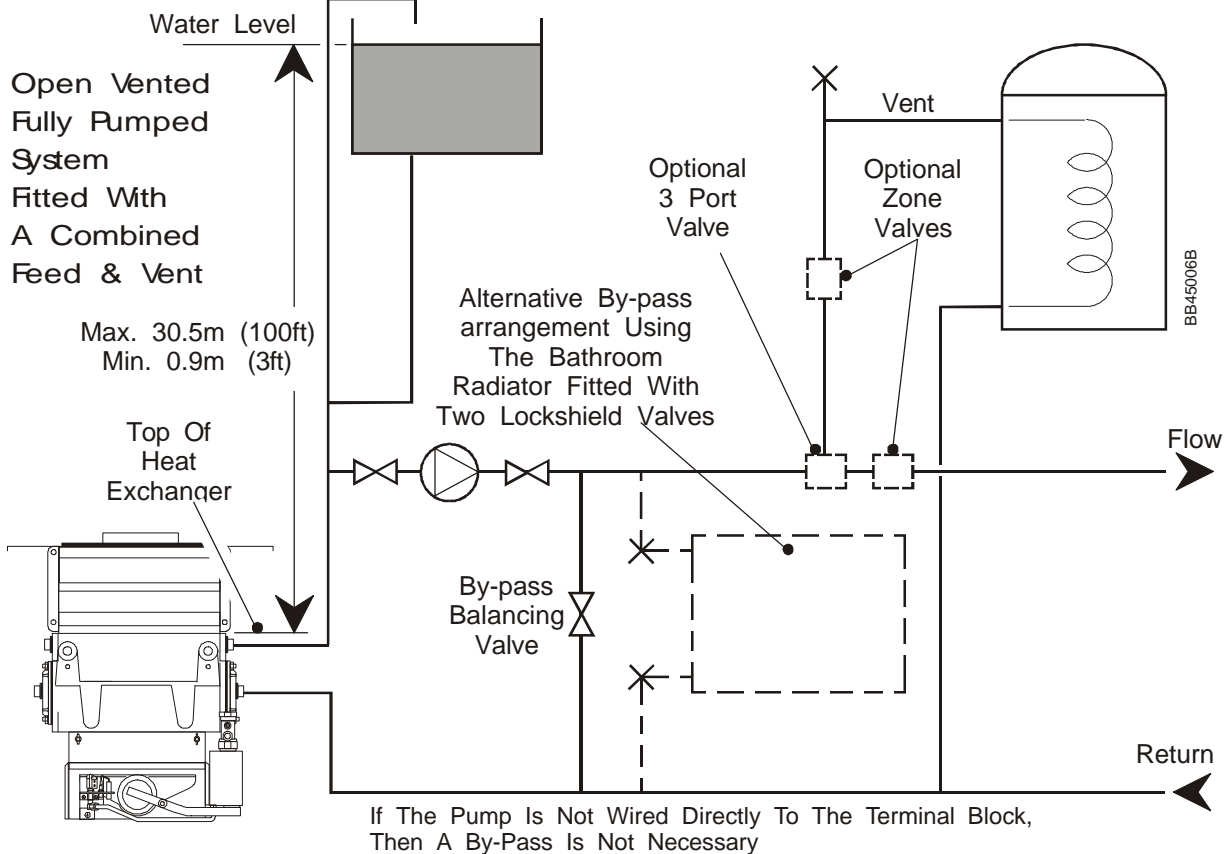 Water Level
Open Vented
Fully Pumped
System
Fitted With
A Combined
Feed & Vent
Max. 30.5m (100ft)
Min. 0.9m (3ft)
Top Of
Heat
Exchanger
Alternative By-pass
arrangement Using
The Bathroom
Radiator Fitted With
Two Lockshield Valves
Optional
3 Port
Valve
Vent
Optional
Zone
Valves
BB45006B
Flow
By-pass
Balancing
Valve
Return
If The Pump Is Not Wired Directly To The Terminal Block,
Then A By-Pass Is Not Necessary